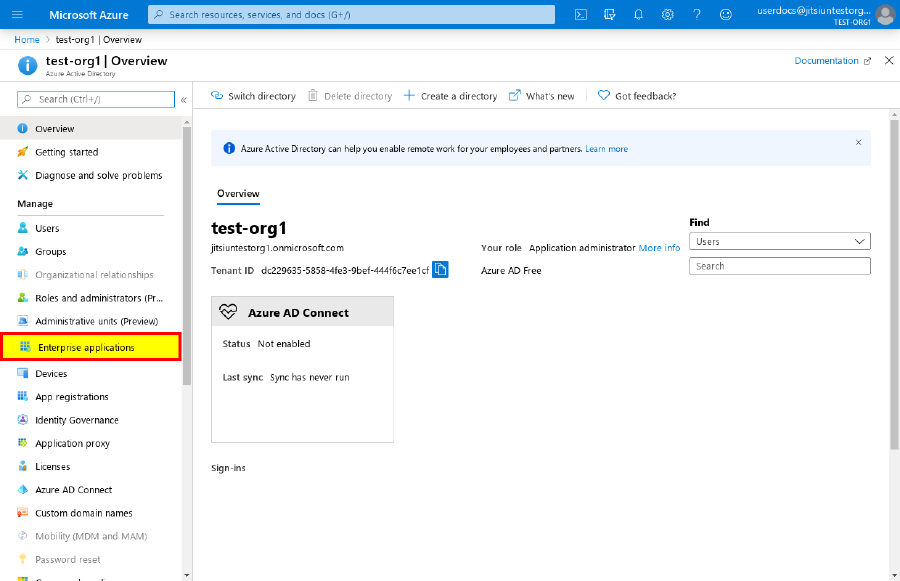 Microsoft Azure
Search resources, services, and docs (G+/)
userdocs@jitsiuntestorg...
TEST-ORG1
Home > test-org1 | Overview
test-org1 | Overview
Azure Active Directory
Documentation
Search (Ctrl+/)
«
Switch directory
Delete directory
Create a directory
What's new
Got feedback?
Overview
Getting started
Diagnose and solve problems
Manage
Users
Groups
Organizational relationships
Roles and administrators (Pr...
Administrative units (Preview)
Enterprise applications
Devices
App registrations
Identity Governance
Application proxy
Licenses
Azure AD Connect
Custom domain names
Mobility (MDM and MAM)
Password reset
Azure Active Directory can help you enable remote work for your employees and partners. Learn more
Overview
test-org1
jitsiuntestorg1.onmicrosoft.com
Tenant ID dc229635-5858-4fe3-9bef-444f6c7ee1cf
Your role Application administrator More info
Azure AD Free
Find
Users
Search
Azure AD Connect
Status Not enabled
Last sync Sync has never run
Sign-ins